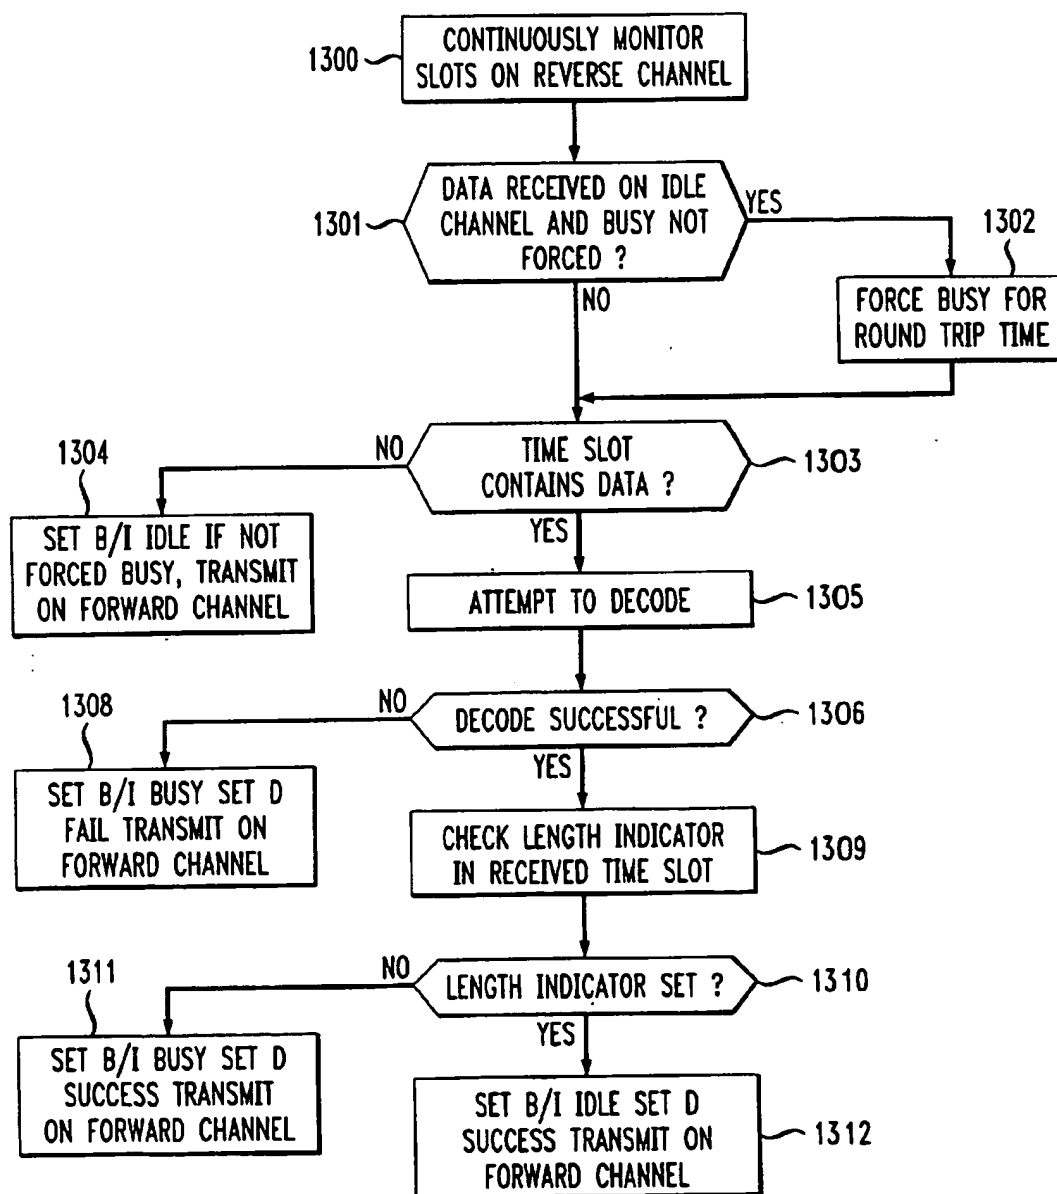 1300
CONTINUOUSLY MONITOR
SLOTS ON REVERSE CHANNEL
1301
DATA RECEIVED ON IDLE
CHANNEL AND BUSY NOT
FORCED ?
YES
1302
FORCE BUSY FOR
ROUND TRIP TIME
NO
1303
TIME SLOT
CONTAINS DATA ?
NO
1304
SET B/I IDLE IF NOT
FORCED BUSY, TRANSMIT
ON FORWARD CHANNEL
YES
ATTEMPT TO DECODE
1305
DECODE SUCCESSFUL ?
1306
NO
1308
SET B/I BUSY SET D
FAIL TRANSMIT ON
FORWARD CHANNEL
YES
CHECK LENGTH INDICATOR
IN RECEIVED TIME SLOT
1309
LENGTH INDICATOR SET ?
1310
NO
1311
SET B/I BUSY SET D
SUCCESS TRANSMIT
ON FORWARD CHANNEL
YES
SET B/I IDLE SET D
SUCCESS TRANSMIT ON
FORWARD CHANNEL
1312